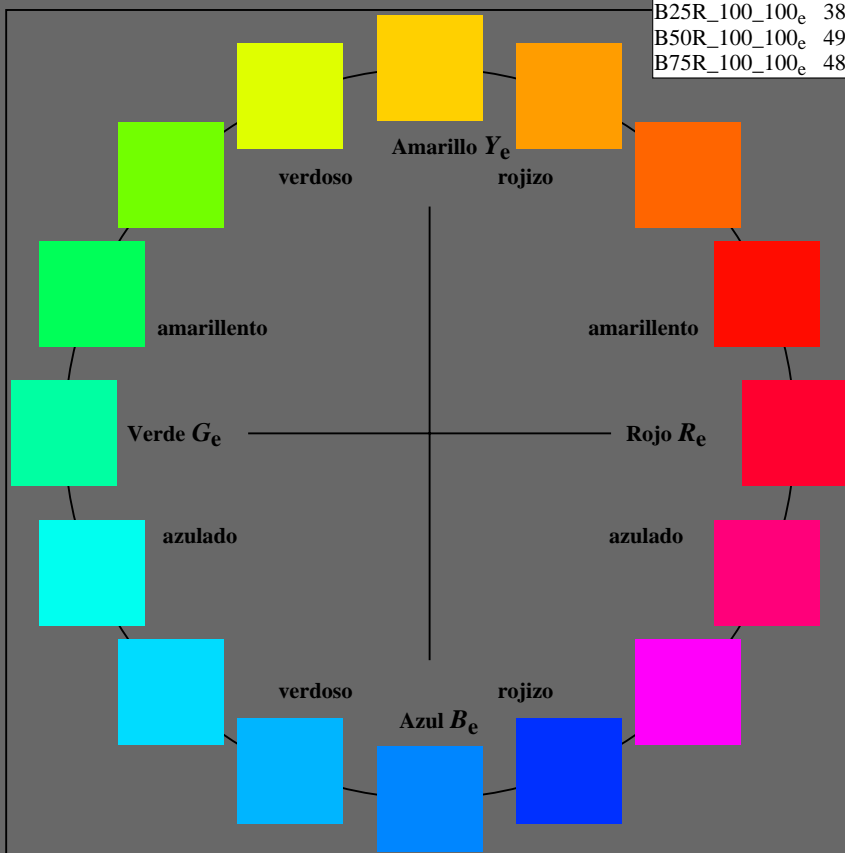 B25R_100_100e 38
B50R_100_100e 49
B75R_100_100e 48
Amarillo Ye
verdoso rojizo
amarillento amarillento
Verde Ge Rojo Re
azulado azulado
verdoso rojizo
Azul Be